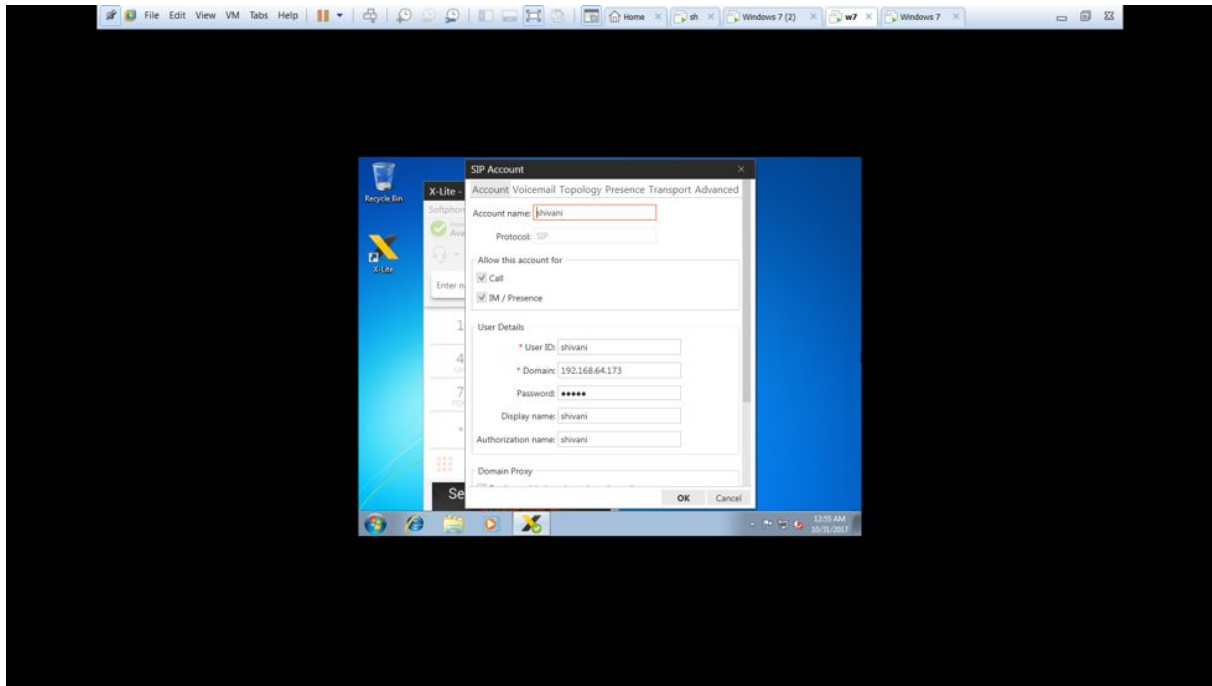 File Edit View VM Tabs Help Home sh Windows 7 (2) w7 Windows 7
Recycle Bin
X-Lite
X-Lite -
Enter
1
4
7
*
Se
SIP Account
Account Voicemail Topology Presence Transport Advanced
Account name: shivani
Protocol: SIP
Allow this account for
Call
IM / Presence
User Details
* User ID: shivani
* Domain: 192.168.64.173
Password: •••••
Display name: shivani
Authorization name: shivani
Domain Proxy
OK Cancel
12:55 AM
10/31/2017